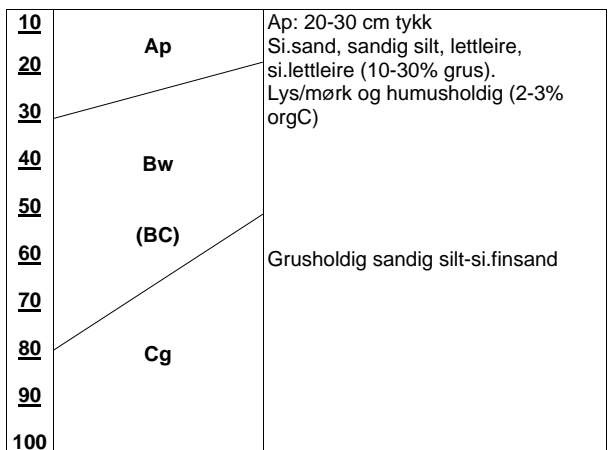 10
20
30
40
50
60
70
80
90
100
Ap
Bw
(BC)
Cg
Ap: 20-30 cm tykk
Si.sand, sandig silt, lettleire,
si.lettleire (10-30% grus).
Lys/mørk og humusholdig (2-3%
orgC)
Grusholdig sandig silt-si.finsand